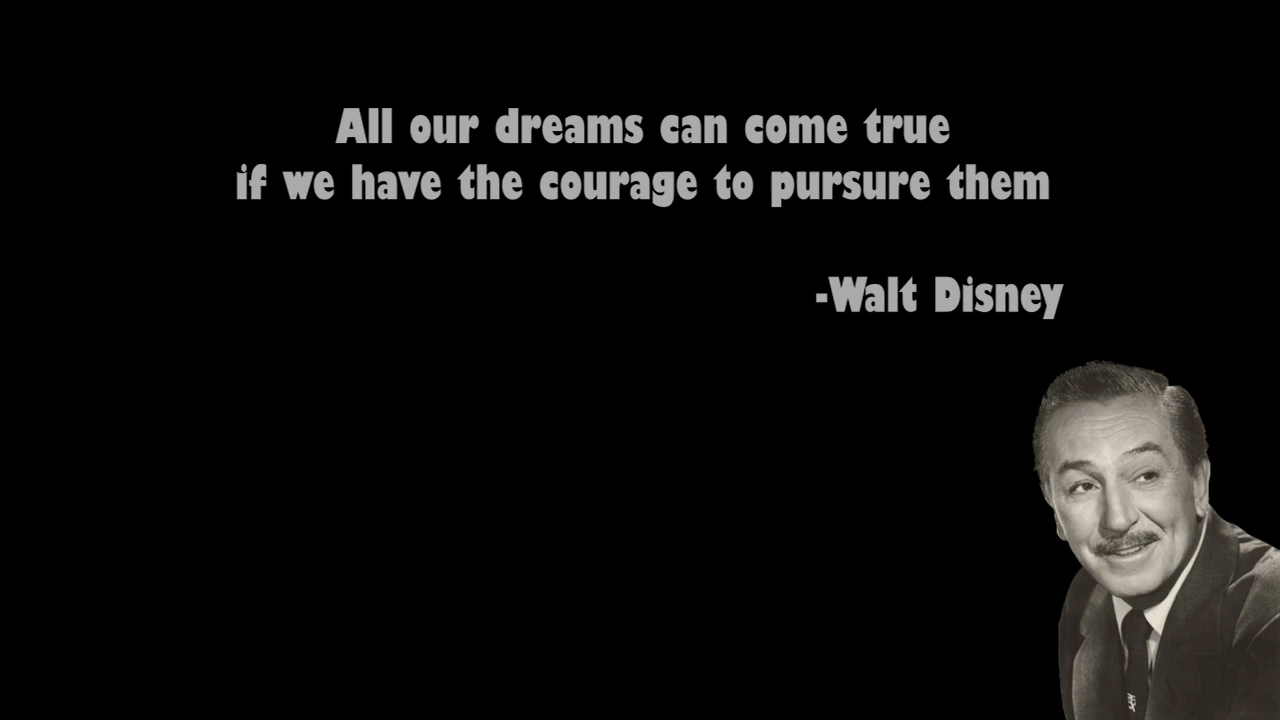 All our dreams can come true
if we have the courage to pursure them
-Walt Disney